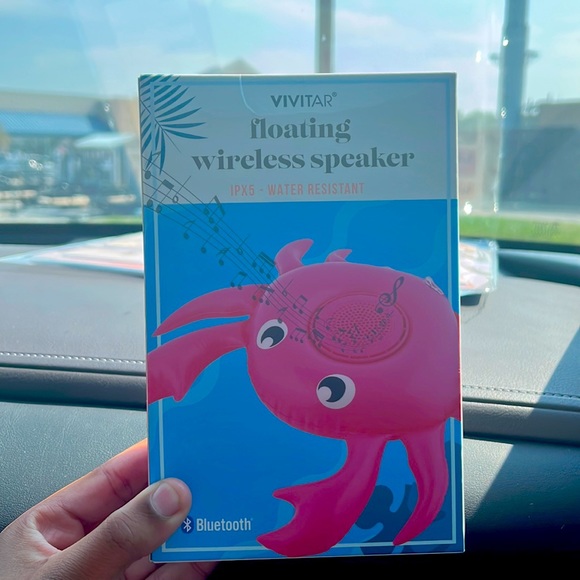 VIVITAR®
floating
wireless speaker
IPX5 - WATER RESISTANT
Bluetooth®